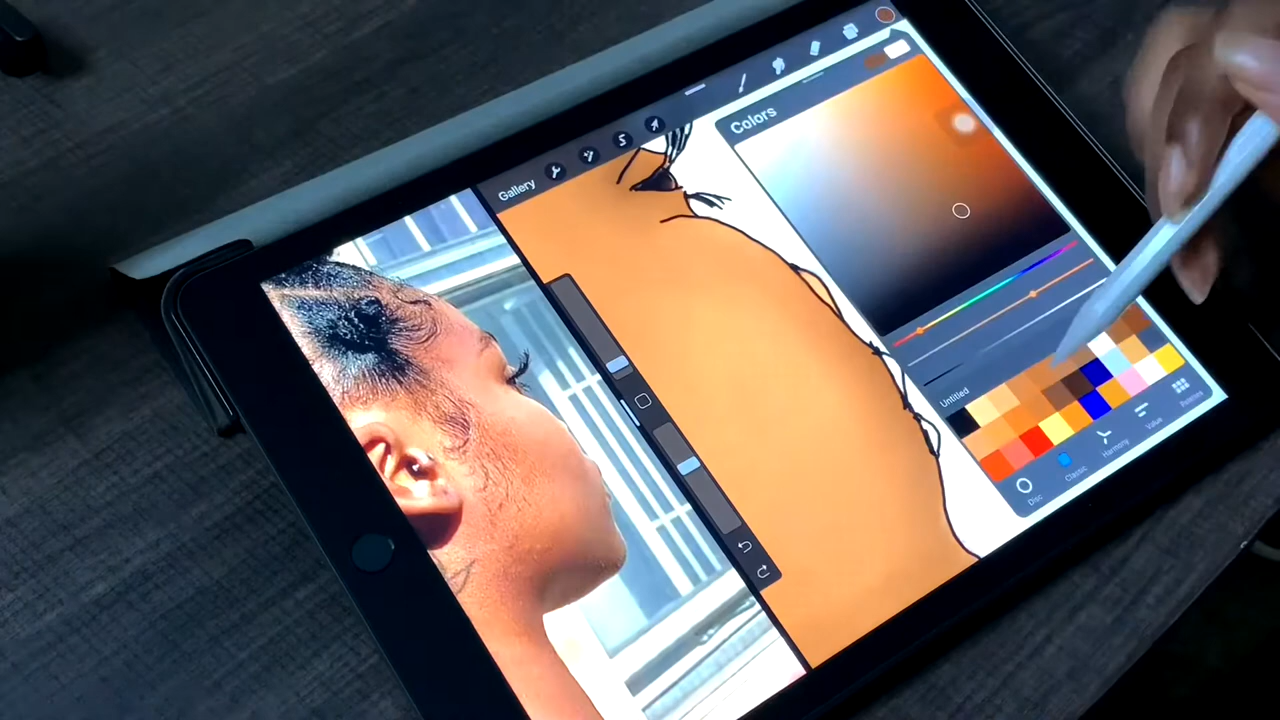 Gallery
Colors
Untitled
Disc
Classic
Harmony
Value
Palettes